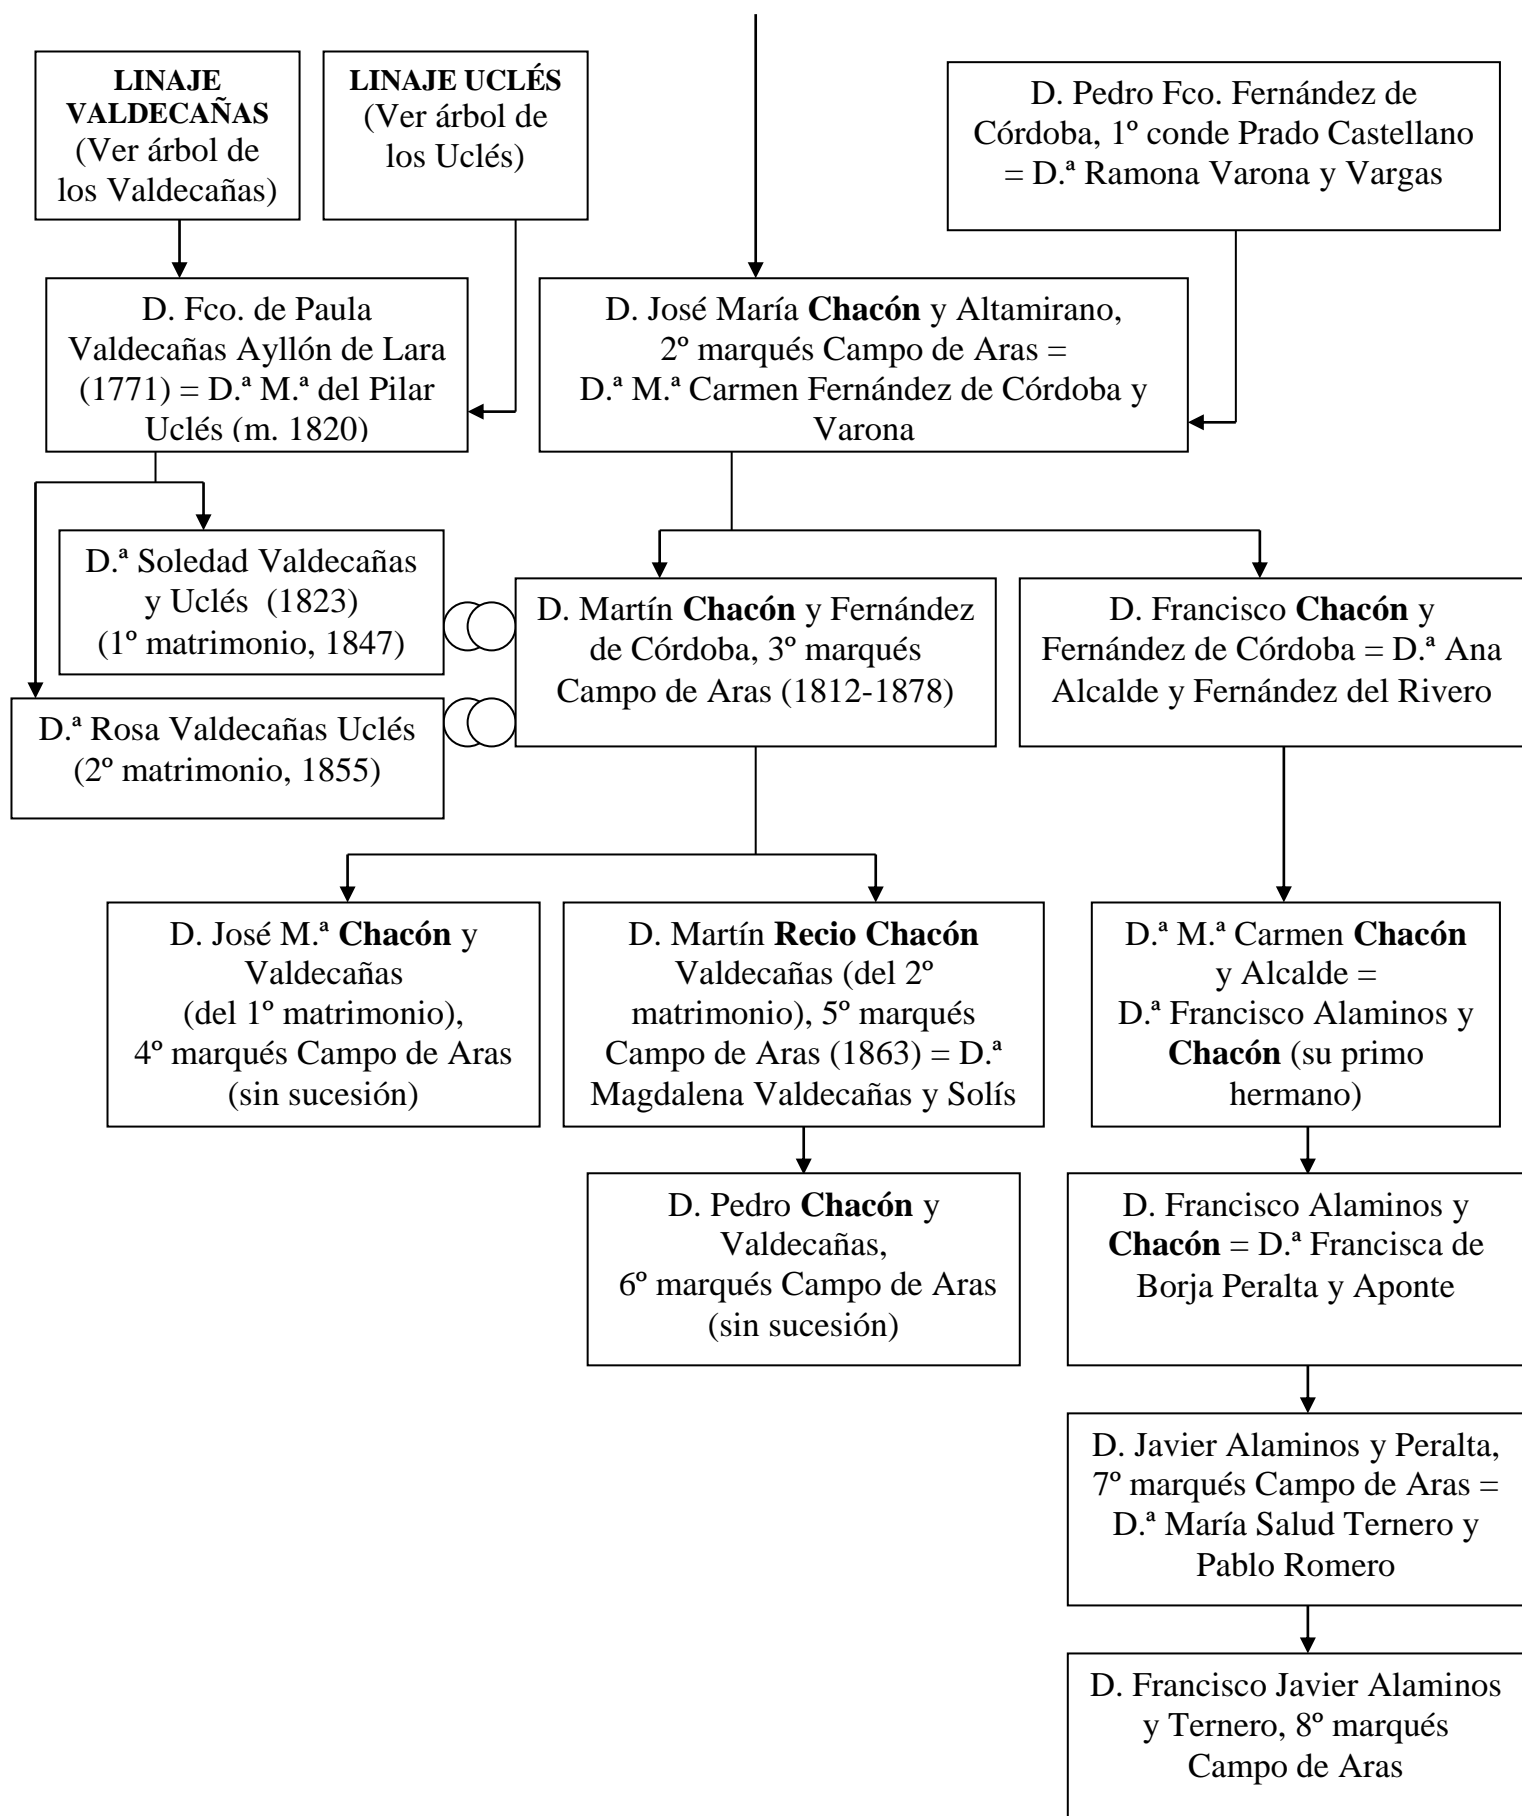 LINAJE
VALDECAÑAS
(Ver árbol de
los Valdecañas)
LINAJE UCLÉS
(Ver árbol de
los Uclés)
D. Pedro Fco. Fernández de
Córdoba, 1º conde Prado Castellano
= D.ª Ramona Varona y Vargas
D. Fco. de Paula
Valdecañas Ayllón de Lara
(1771) = D.ª M.ª del Pilar
Uclés (m. 1820)
D. José María Chacón y Altamirano,
2º marqués Campo de Aras =
D.ª M.ª Carmen Fernández de Córdoba y
Varona
D.ª Soledad Valdecañas
y Uclés (1823)
(1º matrimonio, 1847)
D. Martín Chacón y Fernández
de Córdoba, 3º marqués
Campo de Aras (1812-1878)
D. Francisco Chacón y
Fernández de Córdoba = D.ª Ana
Alcalde y Fernández del Rivero
D.ª Rosa Valdecañas Uclés
(2º matrimonio, 1855)
D. José M.ª Chacón y
Valdecañas
(del 1º matrimonio),
4º marqués Campo de Aras
(sin sucesión)
D. Martín Recio Chacón
Valdecañas (del 2º
matrimonio), 5º marqués
Campo de Aras (1863) = D.ª
Magdalena Valdecañas y Solís
D.ª M.ª Carmen Chacón
y Alcalde =
D.ª Francisco Alaminos y
Chacón (su primo
hermano)
D. Pedro Chacón y
Valdecañas,
6º marqués Campo de Aras
(sin sucesión)
D. Francisco Alaminos y
Chacón = D.ª Francisca de
Borja Peralta y Aponte
D. Javier Alaminos y Peralta,
7º marqués Campo de Aras =
D.ª María Salud Ternero y
Pablo Romero
D. Francisco Javier Alaminos
y Ternero, 8º marqués
Campo de Aras